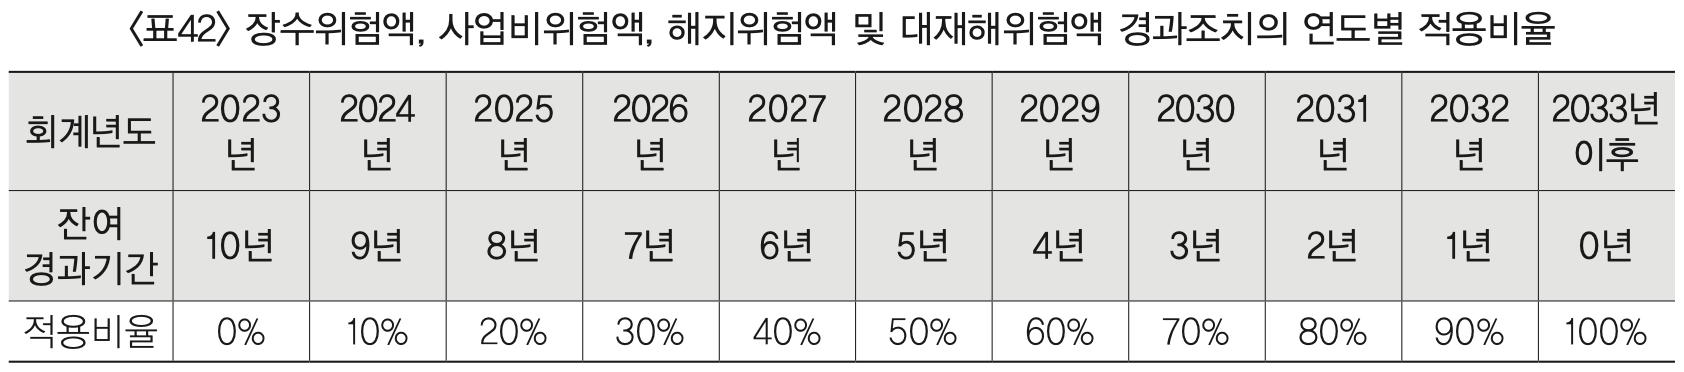 〈표42〉 장수위험액, 사업비위험액, 해지위험액 및 대재해위험액 경과조치의 연도별 적용비율
회계년도 2023년 2024년 2025년 2026년 2027년 2028년 2029년 2030년 2031년 2032년 2033년 이후
잔여 경과기간 10년 9년 8년 7년 6년 5년 4년 3년 2년 1년 0년
적용비율 0% 10% 20% 30% 40% 50% 60% 70% 80% 90% 100%